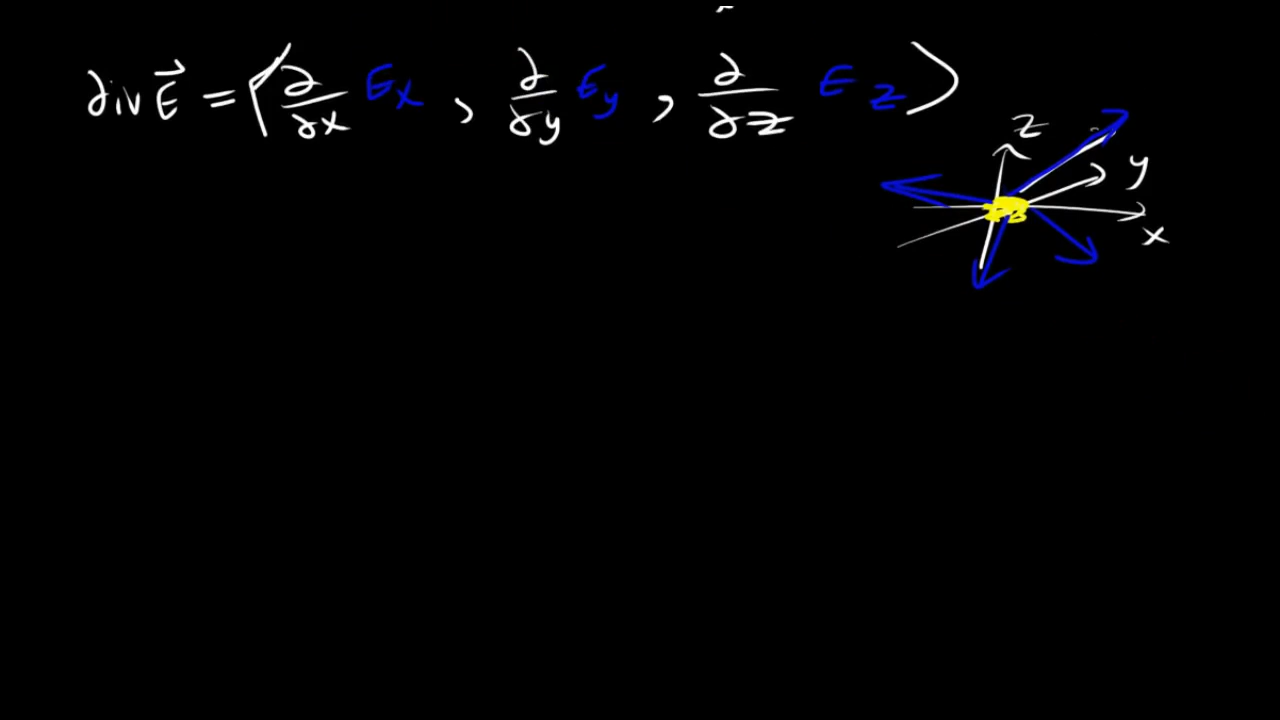 div E⃗ = (∂/∂x Ex , ∂/∂y Ey , ∂/∂z Ez)
z
y
x